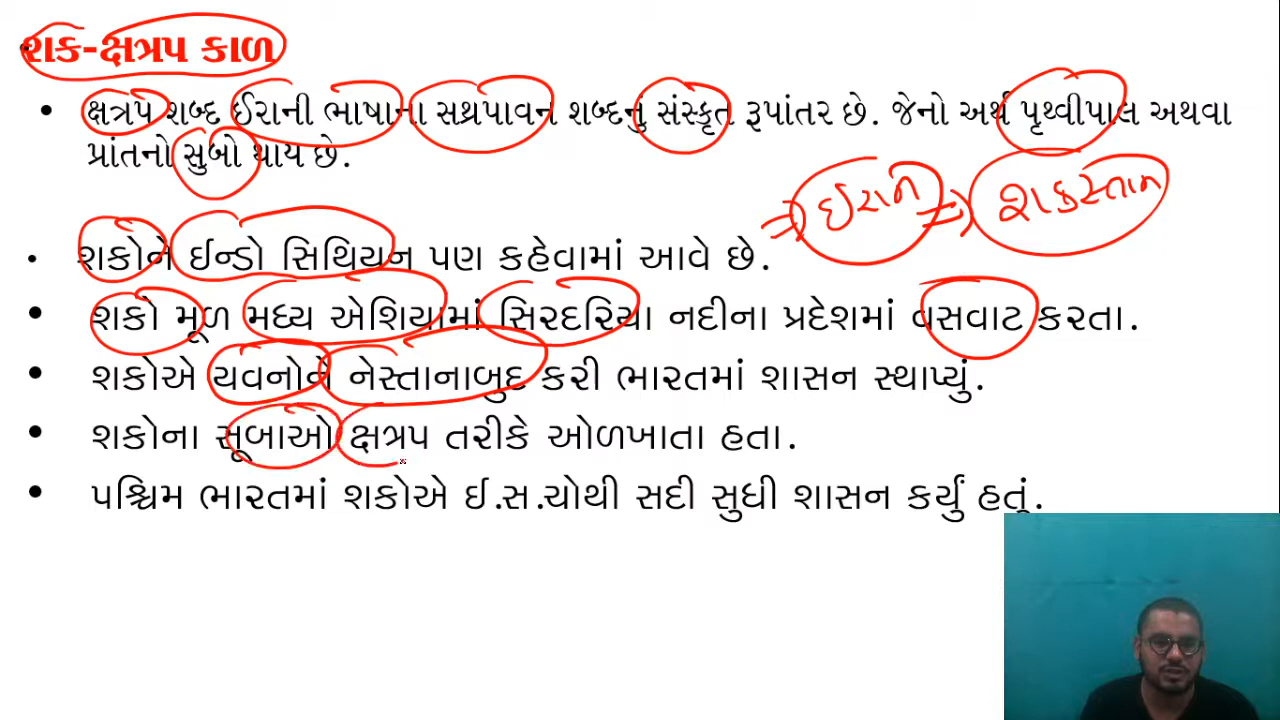 શક-ક્ષત્રપ કાળ
• ક્ષત્રપ શબ્દ ઈરાની ભાષાના સથ્રપાવન શબ્દનું સંસ્કૃત રૂપાંતર છે. જેનો અર્થ પૃથ્વીપાલ અથવા
પ્રાંતનો સુબો થાય છે.
⇒ ઈરાન ⇒ શકસ્તાન
• શકોને ઈન્ડો સિથિયન પણ કહેવામાં આવે છે.
• શકો મૂળ મધ્ય એશિયામાં સિરદરિયા નદીના પ્રદેશમાં વસવાટ કરતા.
• શકોએ યવનોને નેસ્તાનાબુદ કરી ભારતમાં શાસન સ્થાપ્યું.
• શકોના સૂબાઓ ક્ષત્રપ તરીકે ઓળખાતા હતા.
• પશ્ચિમ ભારતમાં શકોએ ઈ.સ.ચોથી સદી સુધી શાસન કર્યું હતું.